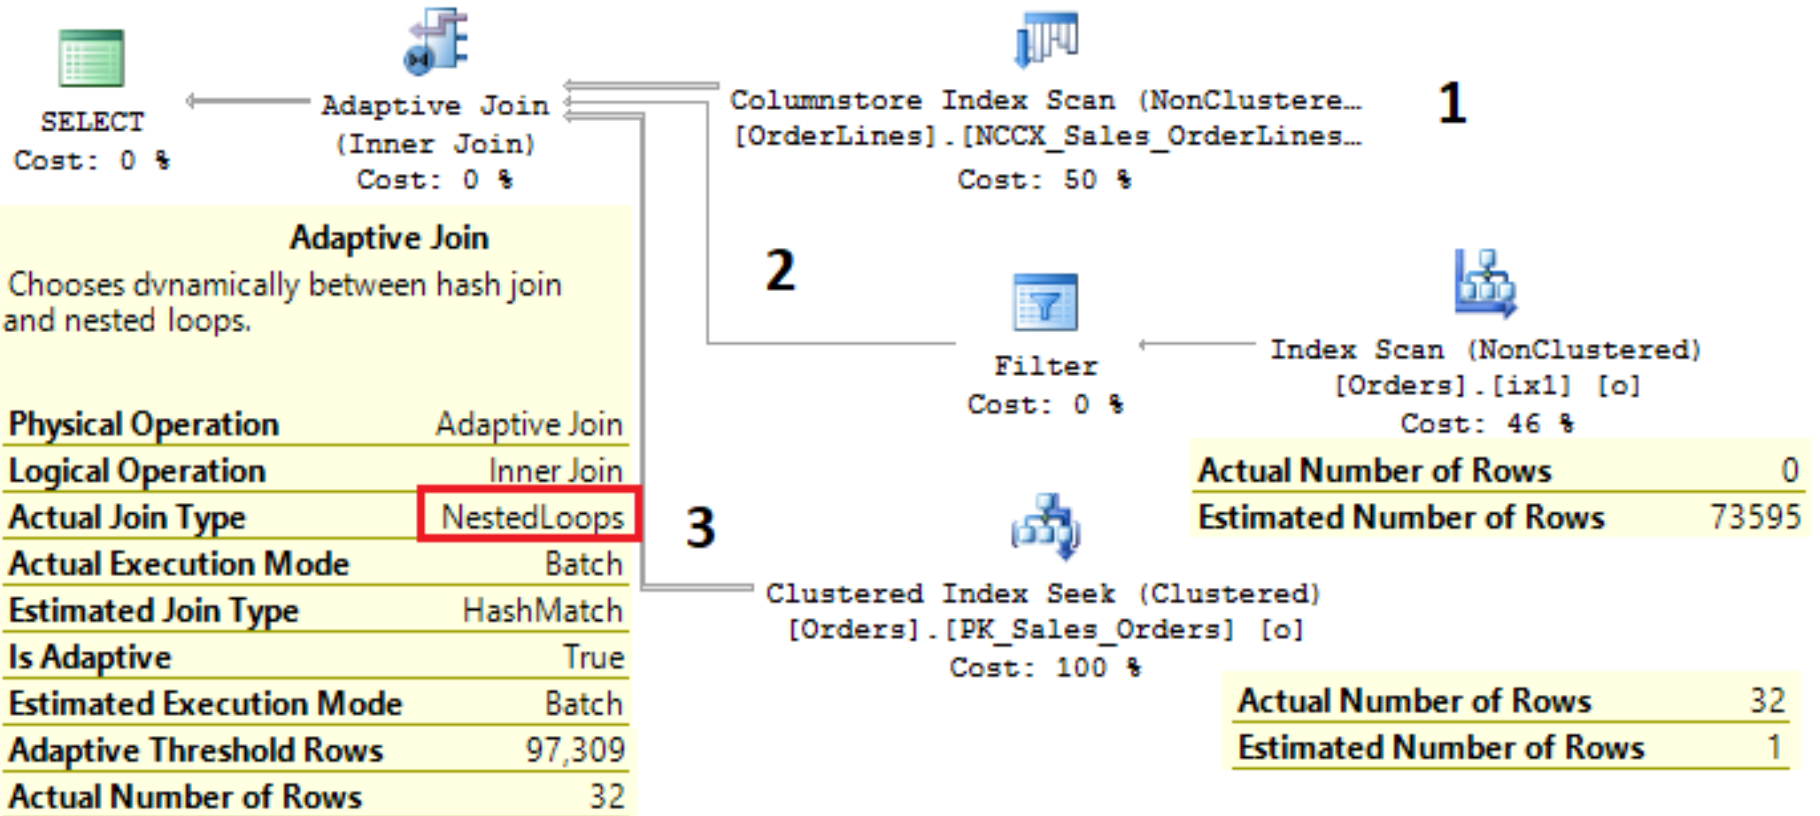 SELECT
Cost: 0 %
Adaptive Join
(Inner Join)
Cost: 0 %
Columnstore Index Scan (NonClustere…
[OrderLines].[NCCX_Sales_OrderLines…
Cost: 50 %
1
Adaptive Join
Chooses dynamically between hash join
and nested loops.
Physical Operation Adaptive Join
Logical Operation Inner Join
Actual Join Type NestedLoops
Actual Execution Mode Batch
Estimated Join Type HashMatch
Is Adaptive True
Estimated Execution Mode Batch
Adaptive Threshold Rows 97,309
Actual Number of Rows 32
2
Filter
Cost: 0 %
Index Scan (NonClustered)
[Orders].[ix1] [o]
Cost: 46 %
Actual Number of Rows 0
Estimated Number of Rows 73595
3
Clustered Index Seek (Clustered)
[Orders].[PK_Sales_Orders] [o]
Cost: 100 %
Actual Number of Rows 32
Estimated Number of Rows 1